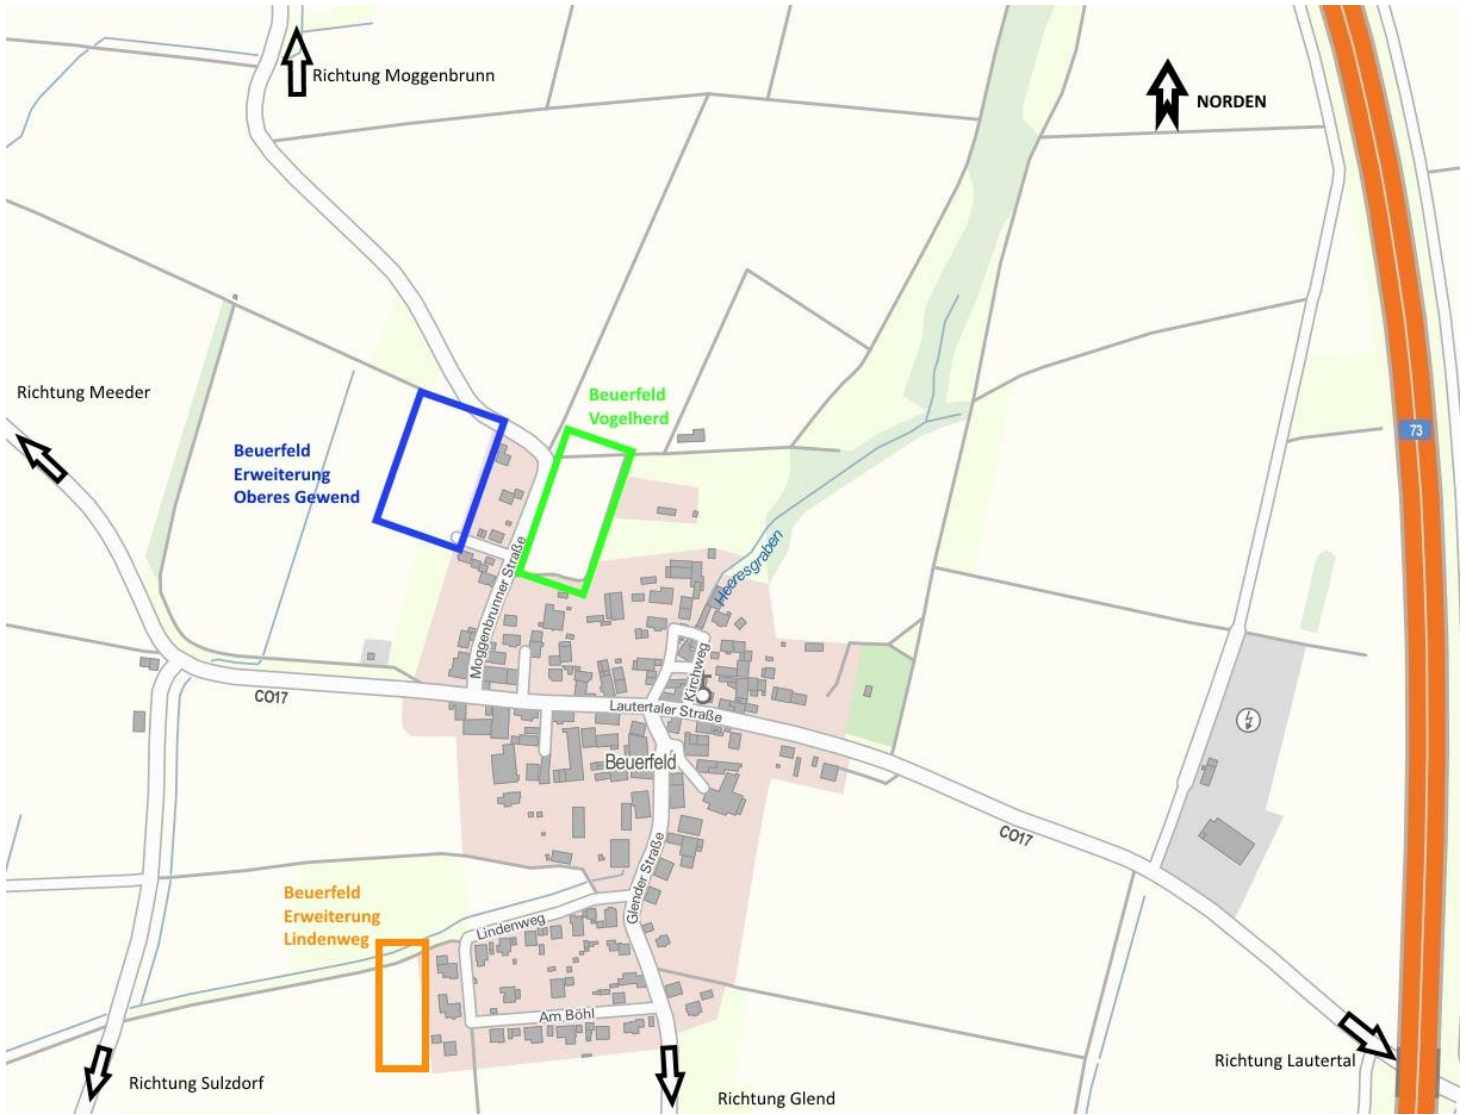 Richtung Moggenbrunn
NORDEN
Richtung Meeder
Beuerfeld
Vogelherd
73
Beuerfeld
Erweiterung
Oberes Gewend
Moggenbrunner Straße
Heeresgraben
Kirchweg
CO17
Lautertaler Straße
Beuerfeld
CO17
Glender Straße
Beuerfeld
Erweiterung
Lindenweg
Lindenweg
Am Böhl
Richtung Sulzdorf
Richtung Glend
Richtung Lautertal